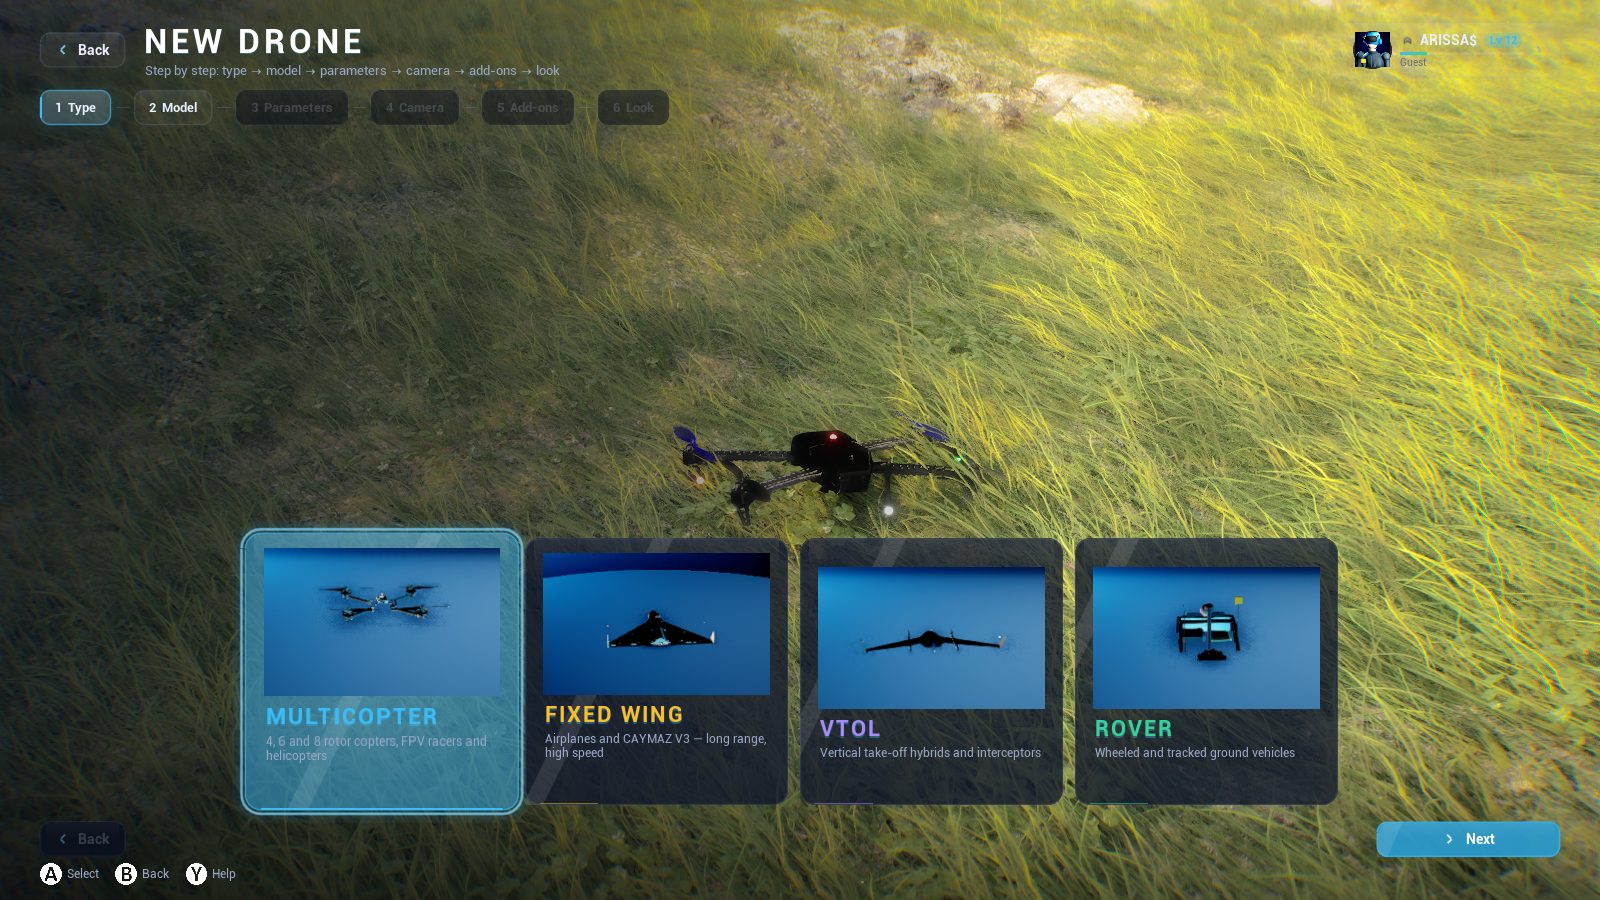 Back
NEW DRONE
Step by step: type → model → parameters → camera → add-ons → look
ARISSA$ Lv 12
Guest
1 Type
2 Model
3 Parameters
4 Camera
5 Add-ons
6 Look
MULTICOPTER
4, 6 and 8 rotor copters, FPV racers and
helicopters
FIXED WING
Airplanes and CAYMAZ V3 — long range,
high speed
VTOL
Vertical take-off hybrids and interceptors
ROVER
Wheeled and tracked ground vehicles
Back
Next
A Select
B Back
Y Help